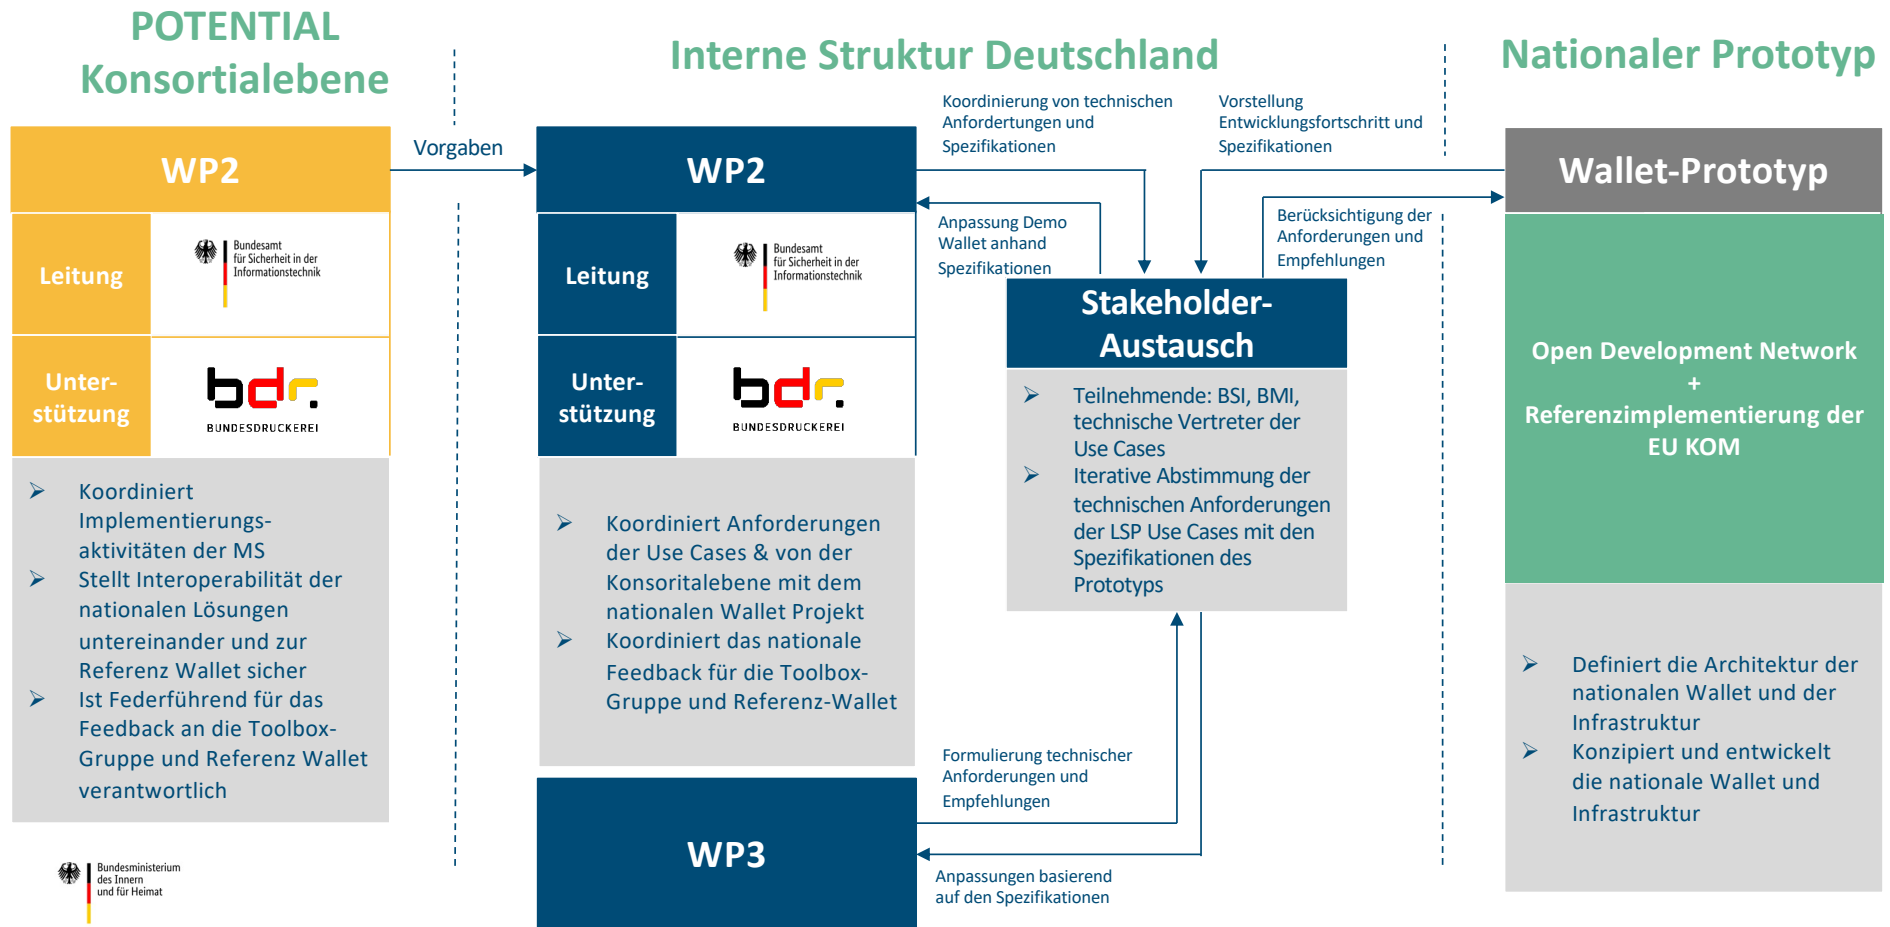 POTENTIAL
Konsortialebene
WP2
Leitung
Bundesamt
für Sicherheit in der
Informationstechnik
Unter-
stützung
bdr.
BUNDESDRUCKEREI
➢ Koordiniert
Implementierungs-
aktivitäten der MS
➢ Stellt Interoperabilität der
nationalen Lösungen
untereinander und zur
Referenz Wallet sicher
➢ Ist Federführend für das
Feedback an die Toolbox-
Gruppe und Referenz Wallet
verantwortlich
Bundesministerium
des Innern
und für Heimat
Vorgaben
Interne Struktur Deutschland
WP2
Leitung
Bundesamt
für Sicherheit in der
Informationstechnik
Unter-
stützung
bdr.
BUNDESDRUCKEREI
➢ Koordiniert Anforderungen
der Use Cases & von der
Konsoritalebene mit dem
nationalen Wallet Projekt
➢ Koordiniert das nationale
Feedback für die Toolbox-
Gruppe und Referenz-Wallet
WP3
Koordinierung von technischen
Anfordertungen und
Spezifikationen
Anpassung Demo
Wallet anhand
Spezifikationen
Vorstellung
Entwicklungsfortschritt und
Spezifikationen
Berücksichtigung der
Anforderungen und
Empfehlungen
Stakeholder-
Austausch
➢ Teilnehmende: BSI, BMI,
technische Vertreter der
Use Cases
➢ Iterative Abstimmung der
technischen Anforderungen
der LSP Use Cases mit den
Spezifikationen des
Prototyps
Formulierung technischer
Anforderungen und
Empfehlungen
Anpassungen basierend
auf den Spezifikationen
Nationaler Prototyp
Wallet-Prototyp
Open Development Network
+
Referenzimplementierung der
EU KOM
➢ Definiert die Architektur der
nationalen Wallet und der
Infrastruktur
➢ Konzipiert und entwickelt
die nationale Wallet und
Infrastruktur